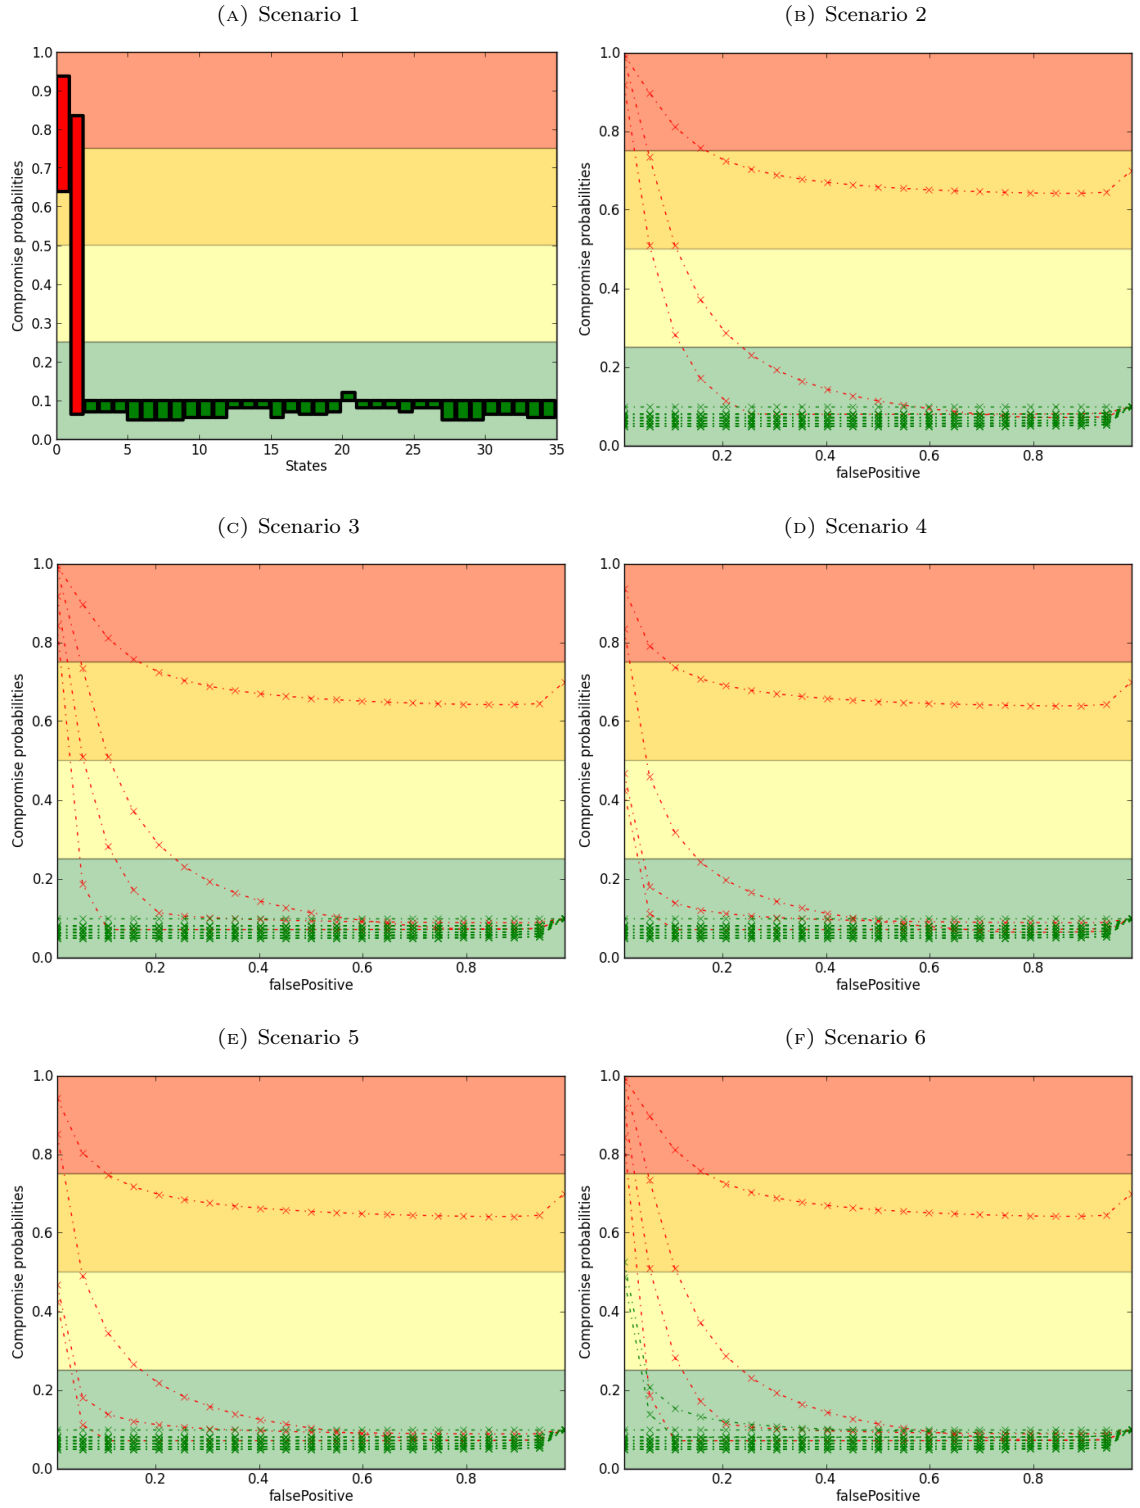 (A) Scenario 1
1.0
0.9
0.8
0.7
0.6
0.5
0.4
0.3
0.2
0.1
0.0
Compromise probabilities
0 5 10 15 20 25 30 35
States
(B) Scenario 2
1.0
0.8
0.6
0.4
0.2
0.0
Compromise probabilities
0.2 0.4 0.6 0.8
falsePositive
(C) Scenario 3
1.0
0.8
0.6
0.4
0.2
0.0
Compromise probabilities
0.2 0.4 0.6 0.8
falsePositive
(D) Scenario 4
1.0
0.8
0.6
0.4
0.2
0.0
Compromise probabilities
0.2 0.4 0.6 0.8
falsePositive
(E) Scenario 5
1.0
0.8
0.6
0.4
0.2
0.0
Compromise probabilities
0.2 0.4 0.6 0.8
falsePositive
(F) Scenario 6
1.0
0.8
0.6
0.4
0.2
0.0
Compromise probabilities
0.2 0.4 0.6 0.8
falsePositive